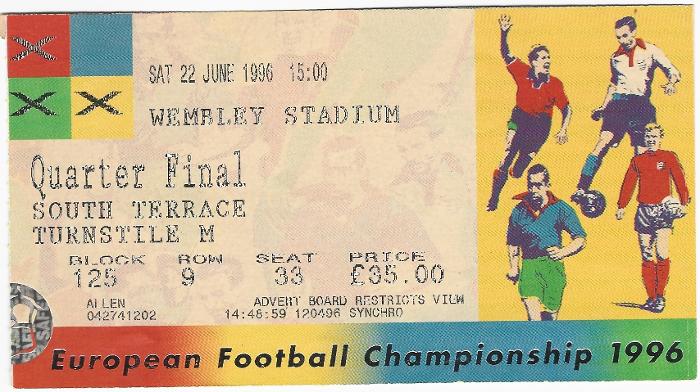 SAT 22 JUNE 1996 15:00
WEMBLEY STADIUM
Quarter Final
SOUTH TERRACE
TURNSTILE M
BLOCK ROW SEAT PRICE
125 9 33 £35.00
ALLEN ADVERT BOARD RESTRICTS VIEW
042741202 14:48:59 120496 SYNCHRO
European Football Championship 1996